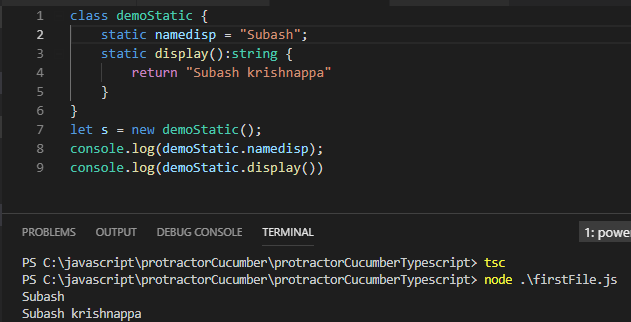 1 class demoStatic {
2 static namedisp = "Subash";
3 static display():string {
4 return "Subash krishnappa"
5 }
6 }
7 let s = new demoStatic();
8 console.log(demoStatic.namedisp);
9 console.log(demoStatic.display())
PROBLEMS OUTPUT DEBUG CONSOLE TERMINAL 1: power
PS C:\javascript\protractorCucumber\protractorCucumberTypescript> tsc
PS C:\javascript\protractorCucumber\protractorCucumberTypescript> node .\firstFile.js
Subash
Subash krishnappa